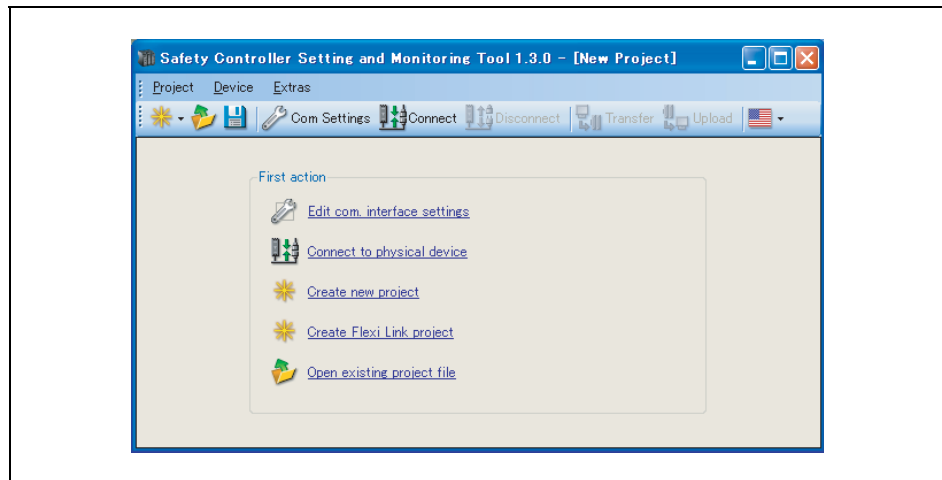 Safety Controller Setting and Monitoring Tool 1.3.0 - [New Project]
Project Device Extras
Com Settings Connect Disconnect Transfer Upload
First action
Edit com. interface settings
Connect to physical device
Create new project
Create Flexi Link project
Open existing project file